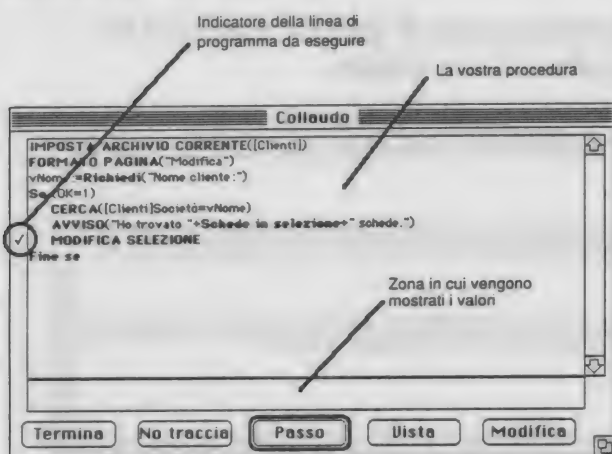 Indicatore della linea di
programma da eseguire
La vostra procedura
Collaudo
IMPOSTA ARCHIVIO CORRENTE([Clienti])
FORMATO PAGINA("Modifica")
vNome:=Richiedi("Nome cliente:")
Se (OK=1)
CERCA([Clienti]Società=vNome)
AVVISO("Ho trovato "+Schede in selezione+" schede.")
✓ MODIFICA SELEZIONE
Fine se
Zona in cui vengono
mostrati i valori
Termina No traccia Passo Vista Modifica